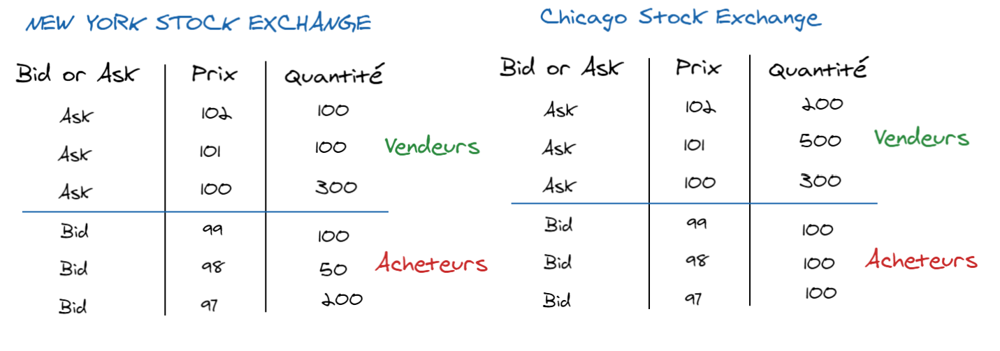 NEW YORK STOCK EXCHANGE
Bid or Ask Prix Quantité
Ask 102 100
Ask 101 100 Vendeurs
Ask 100 300
Bid 99 100
Bid 98 50 Acheteurs
Bid 97 200
Chicago Stock Exchange
Bid or Ask Prix Quantité
Ask 102 200
Ask 101 500 Vendeurs
Ask 100 300
Bid 99 100
Bid 98 100 Acheteurs
Bid 97 100